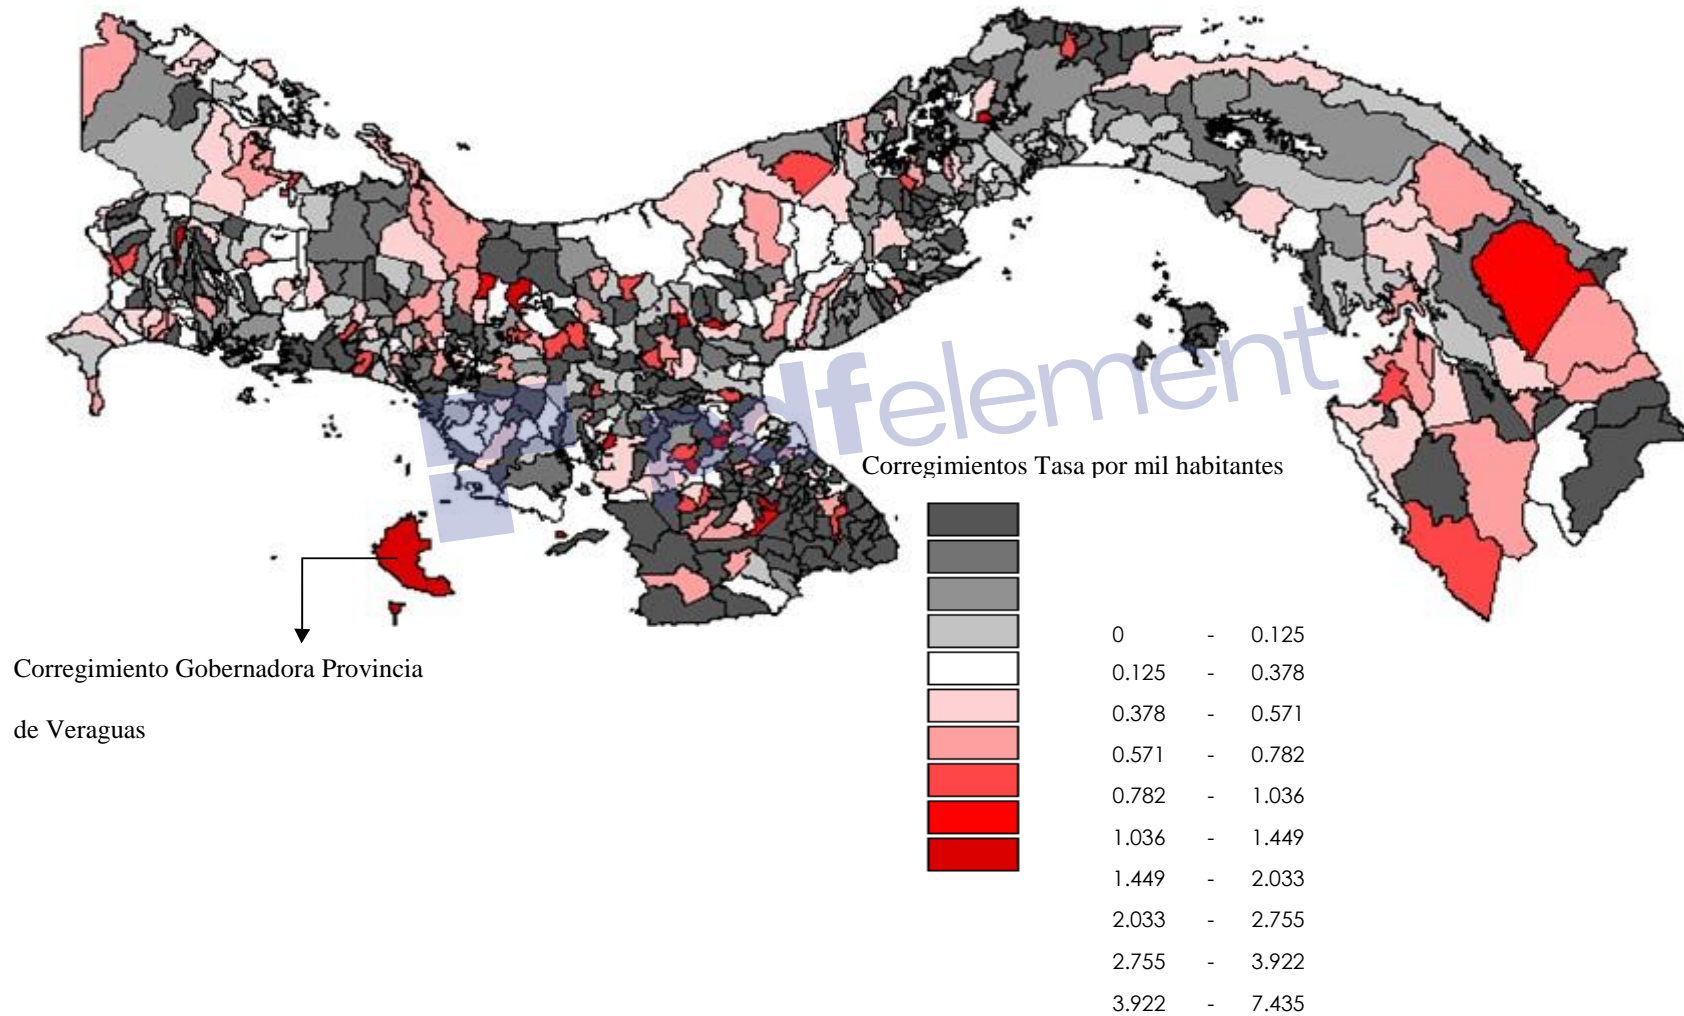 pdfelement
Corregimientos Tasa por mil habitantes
Corregimiento Gobernadora Provincia
de Veraguas
0 - 0.125
0.125 - 0.378
0.378 - 0.571
0.571 - 0.782
0.782 - 1.036
1.036 - 1.449
1.449 - 2.033
2.033 - 2.755
2.755 - 3.922
3.922 - 7.435